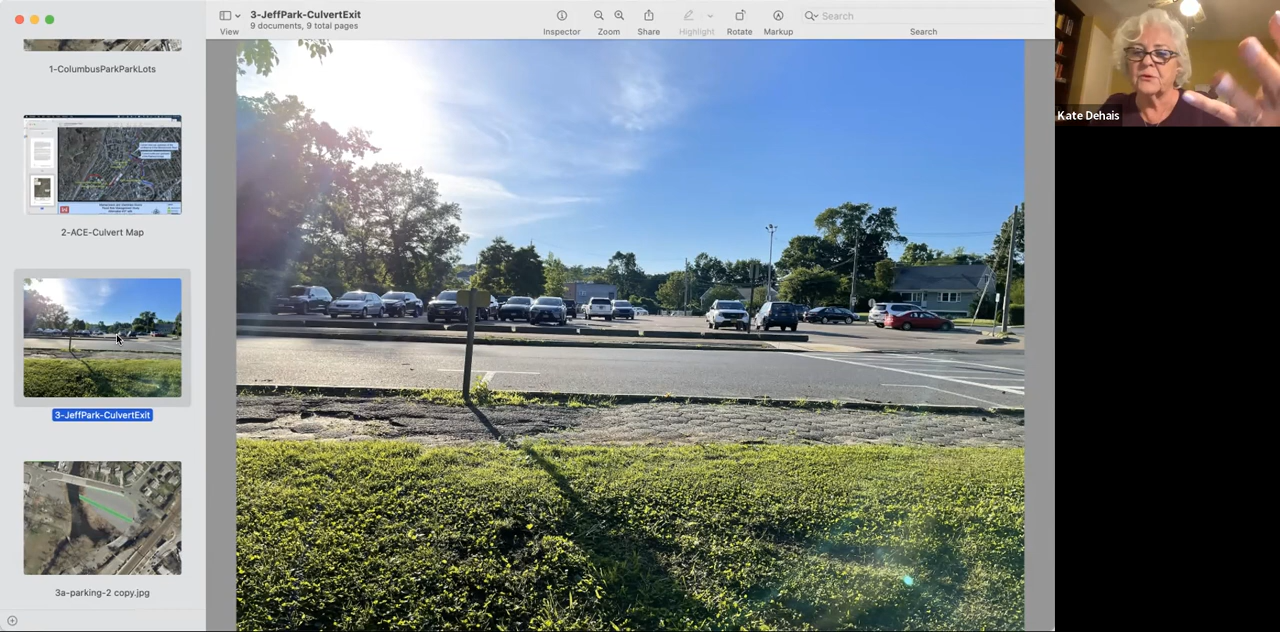 3-JeffPark-CulvertExit
9 documents, 9 total pages
View
Inspector
Zoom
Share
Highlight
Rotate
Markup
Search
Search
1-ColumbusParkParkLots
2-ACE-Culvert Map
3-JeffPark-CulvertExit
3a-parking-2 copy.jpg
Kate Dehais